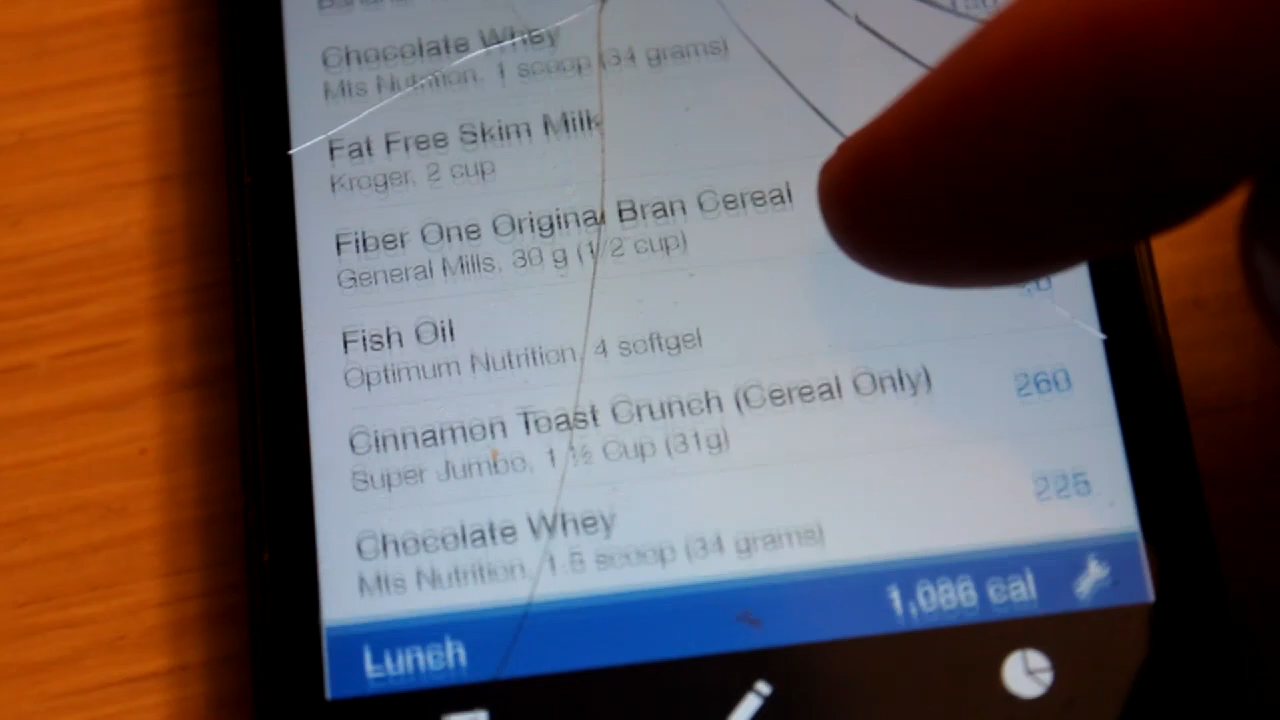 Chocolate Whey
Mts Nutrition, 1 scoop (34 grams)
Fat Free Skim Milk
Kroger, 2 cup
Fiber One Original Bran Cereal
General Mills, 30 g (1/2 cup)
Fish Oil
Optimum Nutrition, 4 softgel
Cinnamon Toast Crunch (Cereal Only)
260
Super Jumbo, 1 ½ Cup (31g)
Chocolate Whey
225
Mts Nutrition, 1.5 scoop (34 grams)
Lunch
1,086 cal